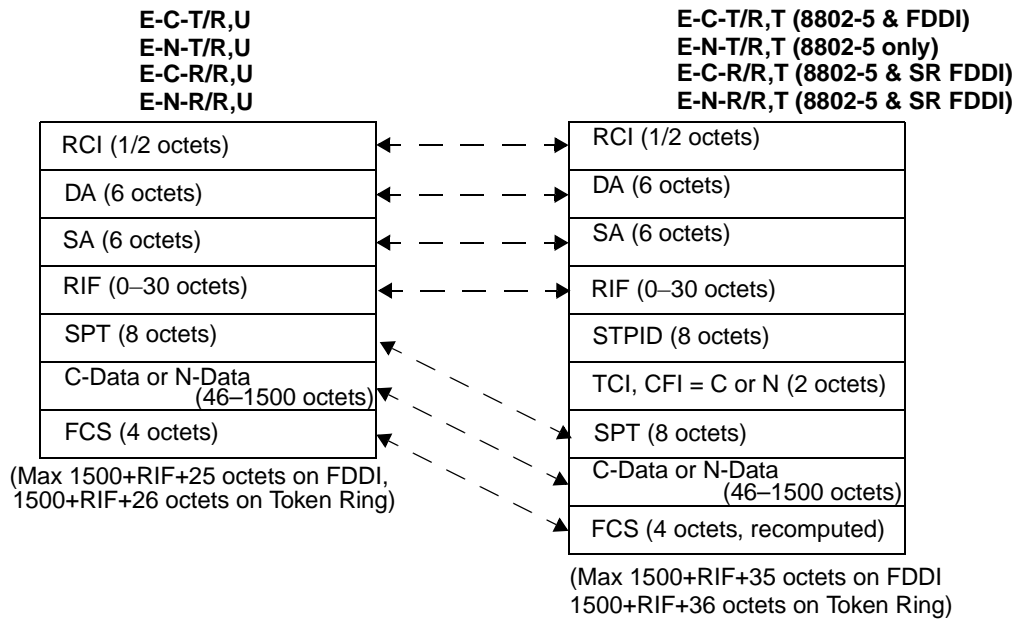 E-C-T/R,U
E-N-T/R,U
E-C-R/R,U
E-N-R/R,U
RCI (1/2 octets)
DA (6 octets)
SA (6 octets)
RIF (0–30 octets)
SPT (8 octets)
C-Data or N-Data
(46–1500 octets)
FCS (4 octets)
(Max 1500+RIF+25 octets on FDDI,
1500+RIF+26 octets on Token Ring)
E-C-T/R,T (8802-5 & FDDI)
E-N-T/R,T (8802-5 only)
E-C-R/R,T (8802-5 & SR FDDI)
E-N-R/R,T (8802-5 & SR FDDI)
RCI (1/2 octets)
DA (6 octets)
SA (6 octets)
RIF (0–30 octets)
STPID (8 octets)
TCI, CFI = C or N (2 octets)
SPT (8 octets)
C-Data or N-Data
(46–1500 octets)
FCS (4 octets, recomputed)
(Max 1500+RIF+35 octets on FDDI
1500+RIF+36 octets on Token Ring)